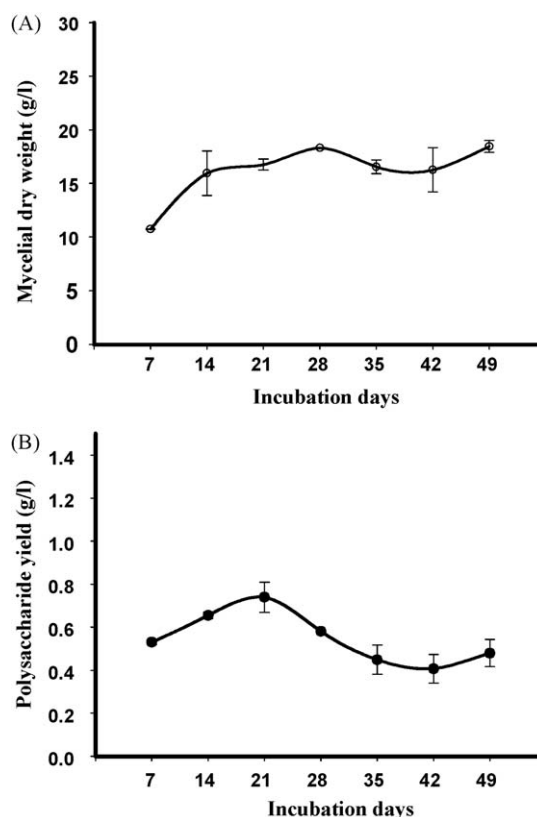 (A)
Mycelial dry weight (g/l)
30
25
20
15
10
5
0
7 14 21 28 35 42 49
Incubation days
(B)
Polysaccharide yield (g/l)
1.4
1.2
1.0
0.8
0.6
0.4
0.2
0.0
7 14 21 28 35 42 49
Incubation days